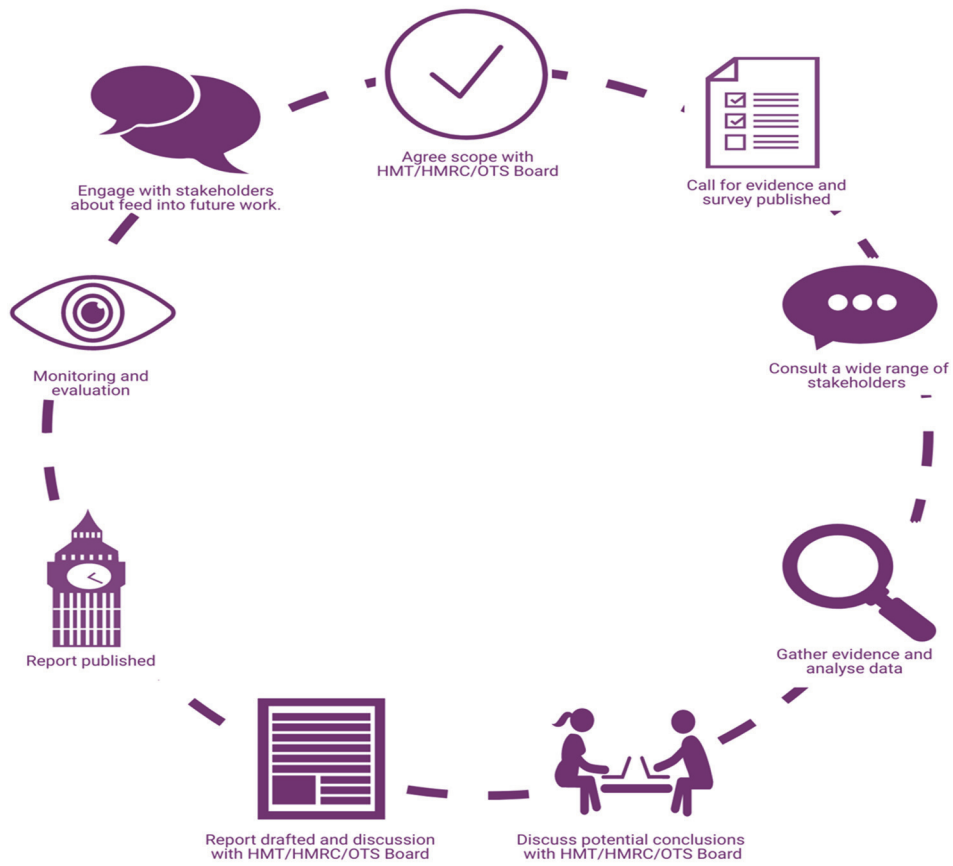 Agree scope with
HMT/HMRC/OTS Board
Call for evidence and
survey published
Consult a wide range of
stakeholders
Gather evidence and
analyse data
Discuss potential conclusions
with HMT/HMRC/OTS Board
Report drafted and discussion
with HMT/HMRC/OTS Board
Report published
Monitoring and
evaluation
Engage with stakeholders
about feed into future work.